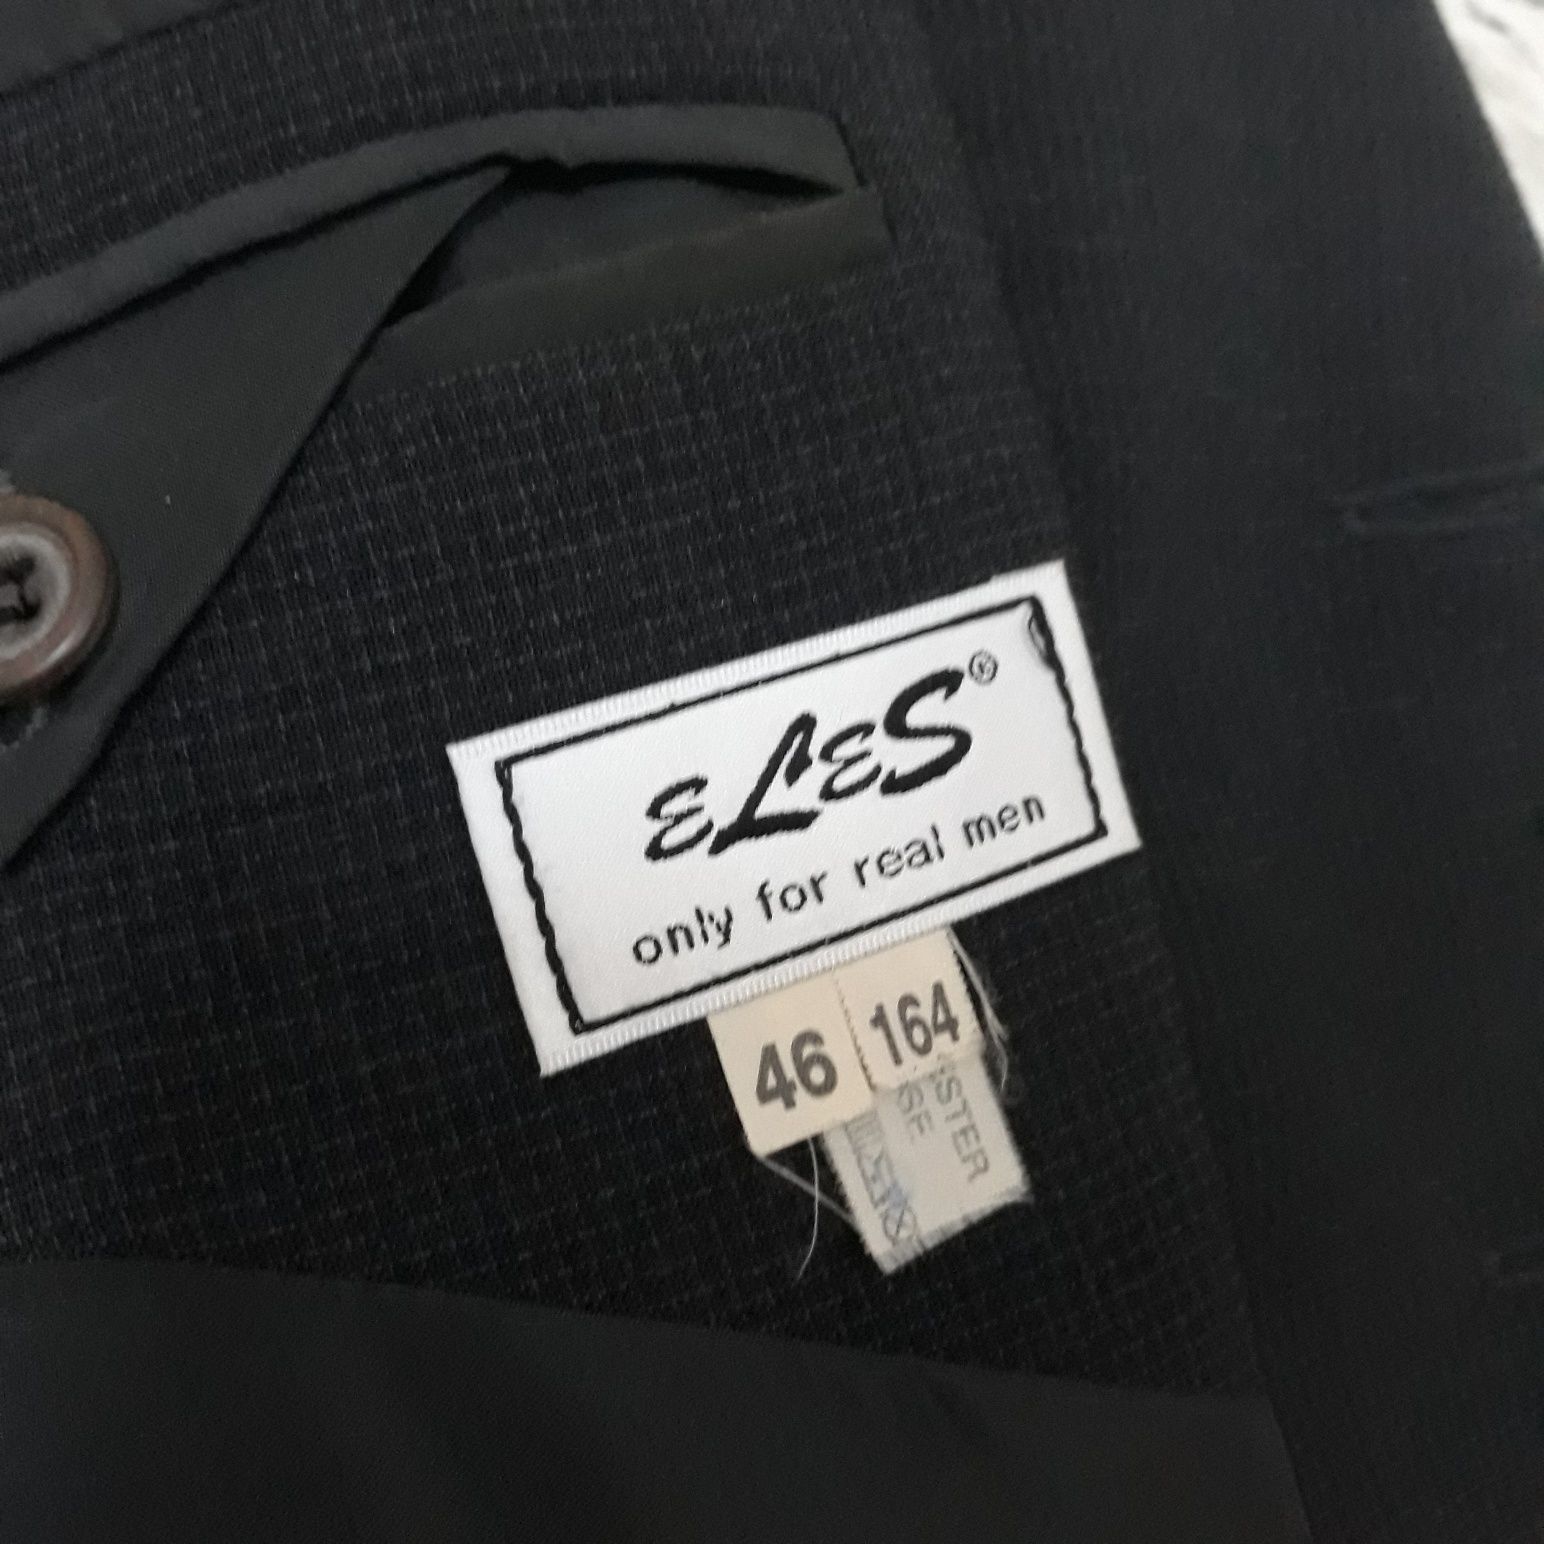 eLeS®
only for real men
46 164